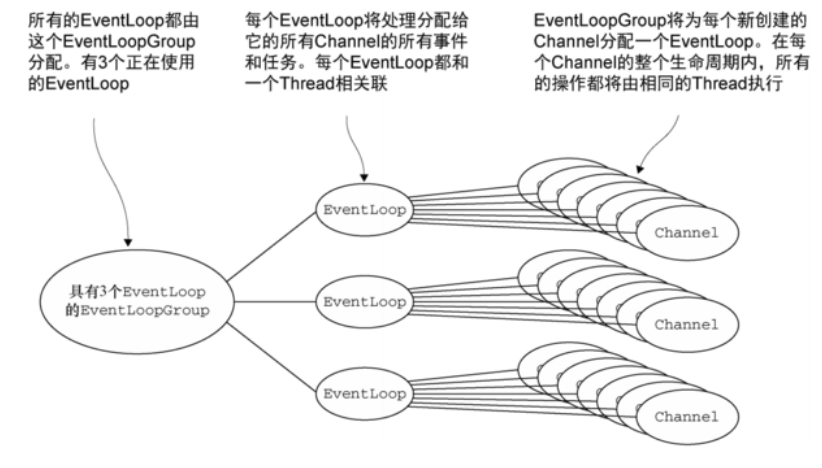 所有的EventLoop都由
这个EventLoopGroup
分配。有3个正在使用
的EventLoop
每个EventLoop将处理分配给
它的所有Channel的所有事件
和任务。每个EventLoop都和
一个Thread相关联
EventLoopGroup将为每个新创建的
Channel分配一个EventLoop。在每
个Channel的整个生命周期内，所有
的操作都将由相同的Thread执行
具有3个EventLoop
的EventLoopGroup
EventLoop
Channel
EventLoop
Channel
EventLoop
Channel